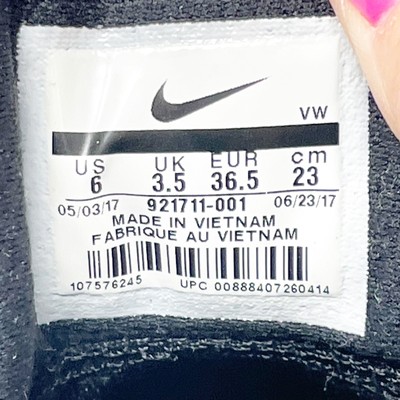 VW
US UK EUR cm
6 3.5 36.5 23
05/03/17 921711-001 06/23/17
MADE IN VIETNAM
FABRIQUE AU VIETNAM
107576245 UPC 00888407260414